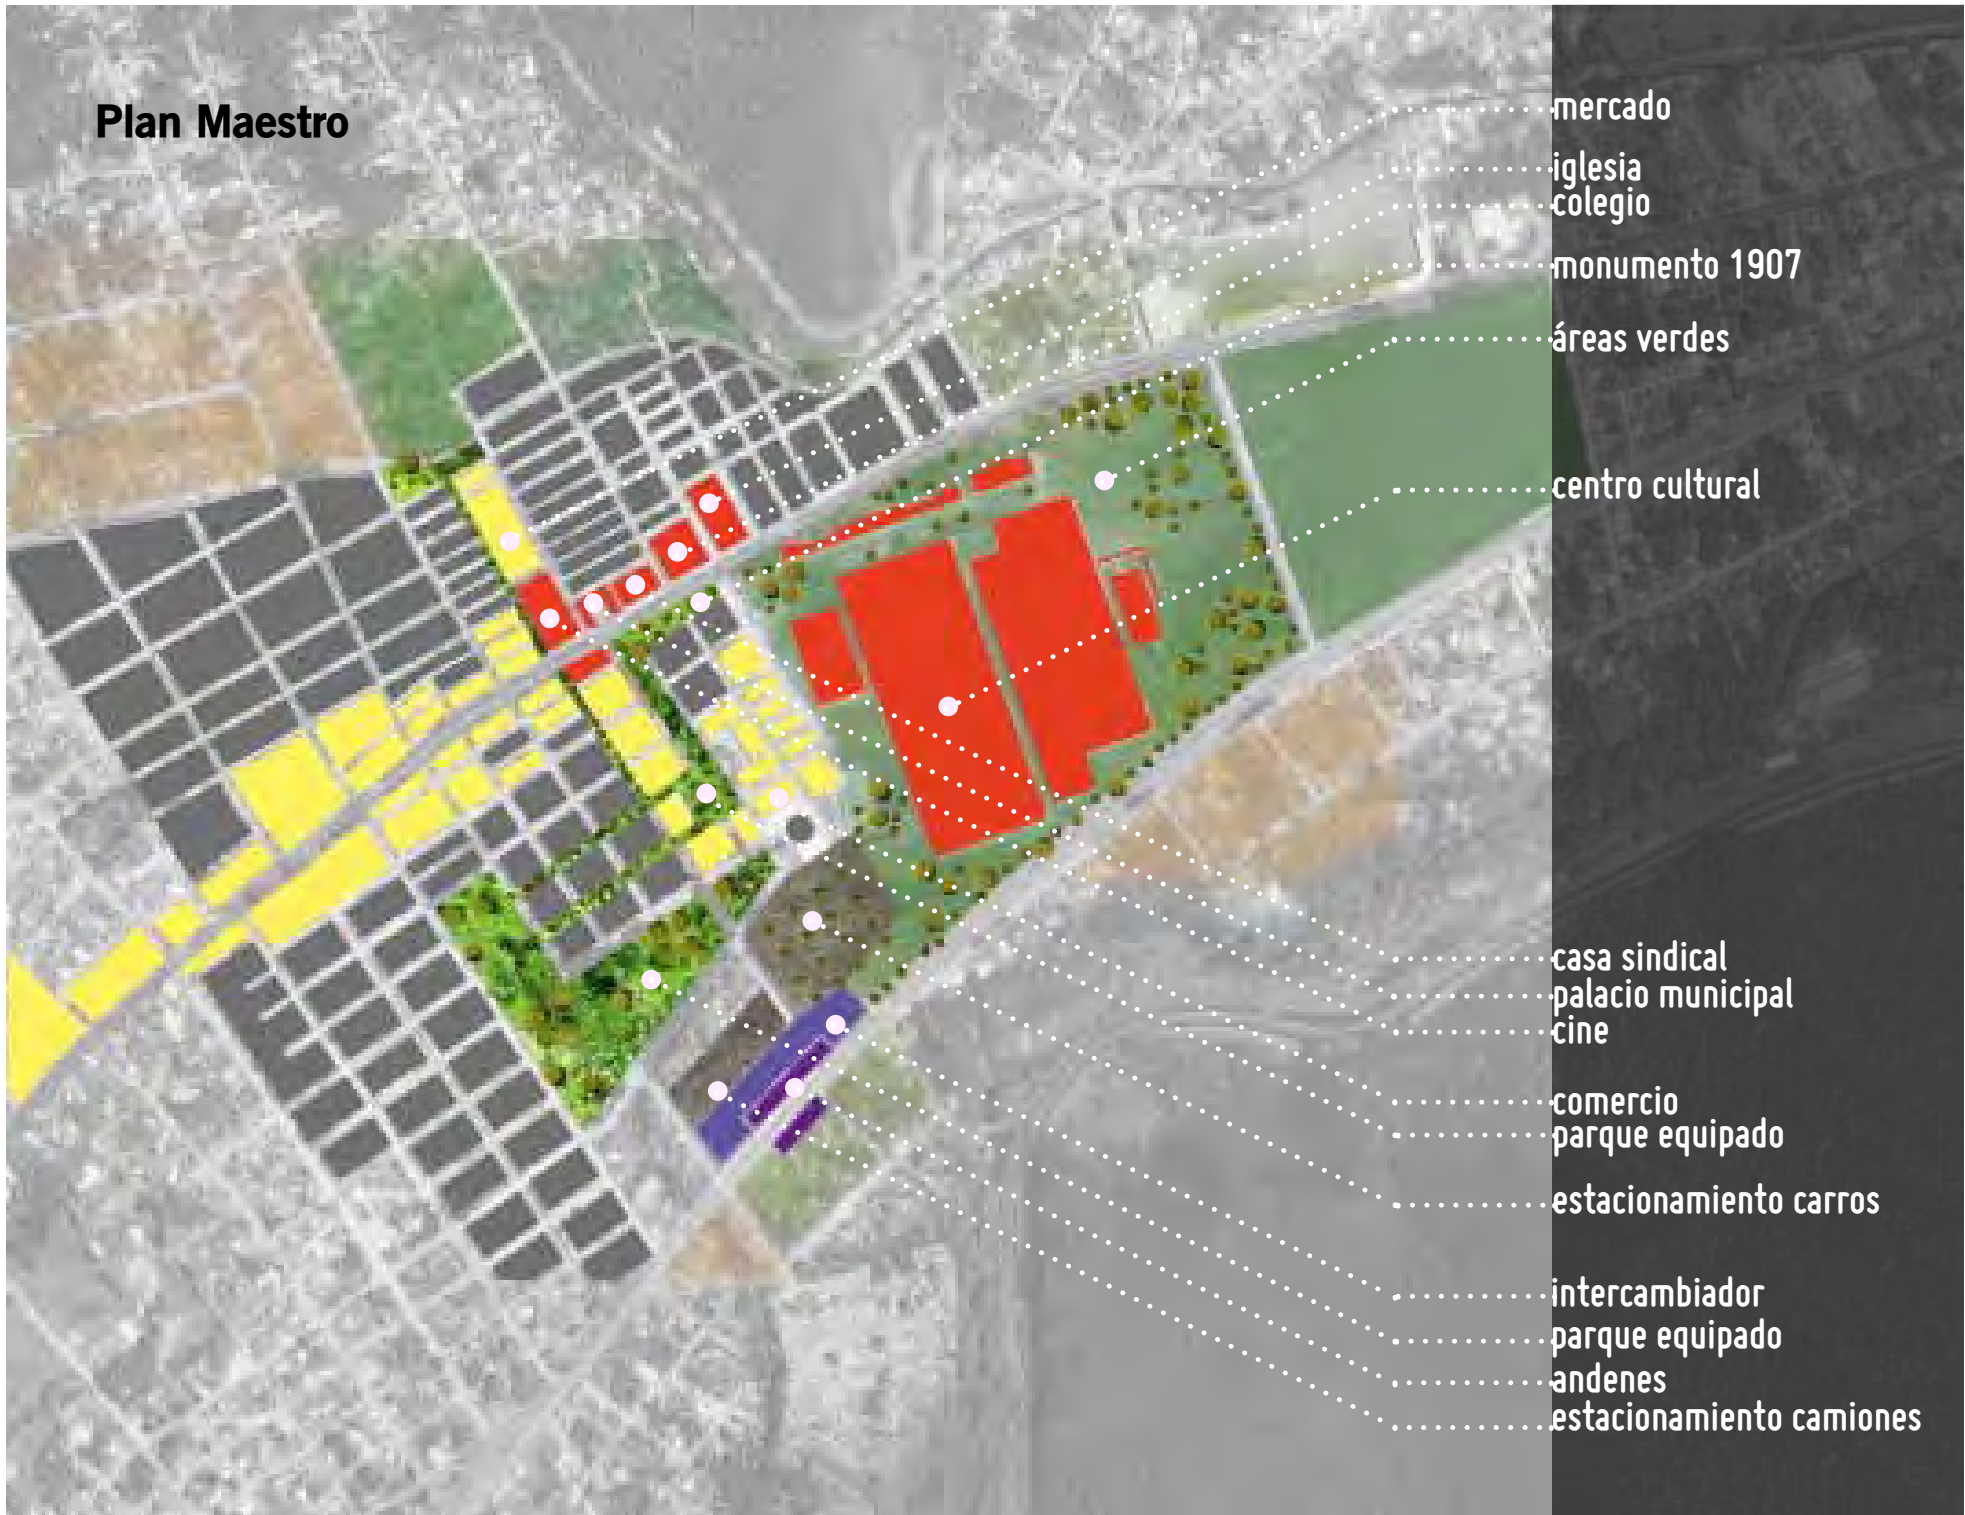 Plan Maestro
mercado
iglesia
colegio
monumento 1907
áreas verdes
centro cultural
casa sindical
palacio municipal
cine
comercio
parque equipado
estacionamiento carros
intercambiador
parque equipado
andenes
estacionamiento camiones